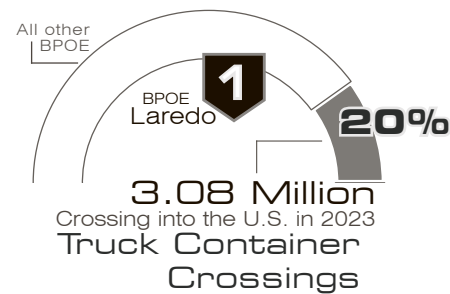 All other
BPOE
1
BPOE
Laredo
20%
3.08 Million
Crossing into the U.S. in 2023
Truck Container
Crossings